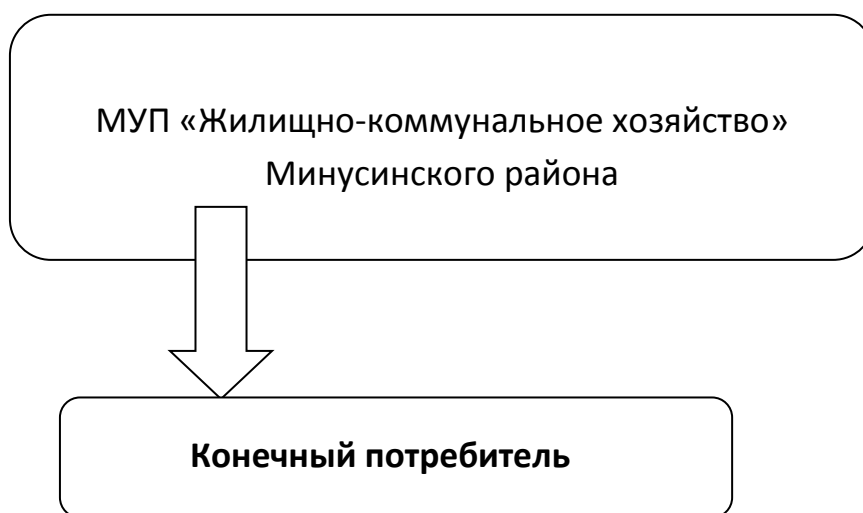 МУП «Жилищно-коммунальное хозяйство»
Минусинского района
Конечный потребитель